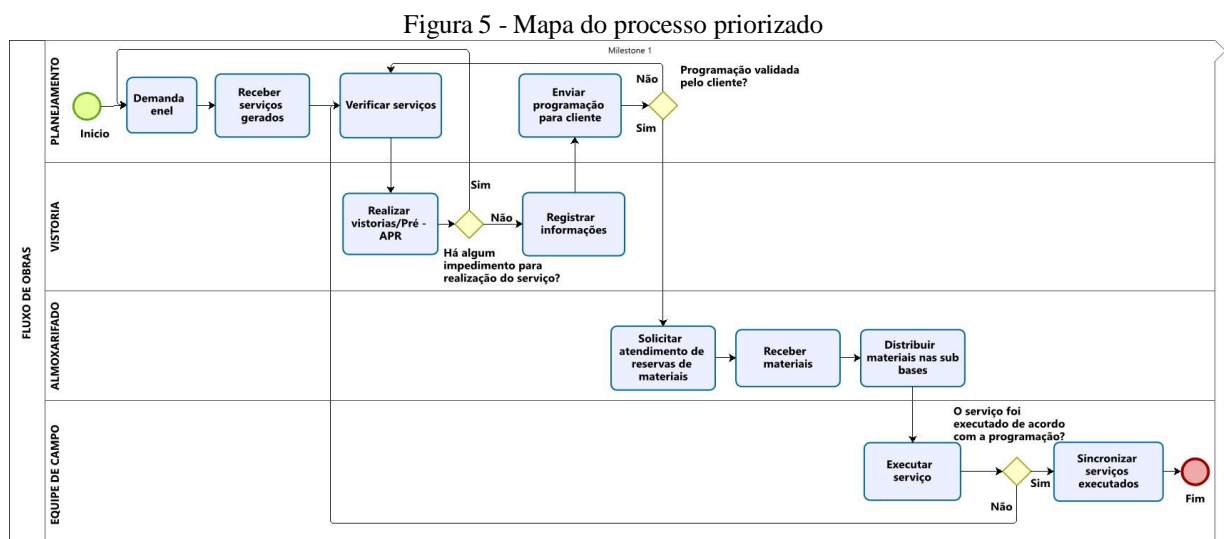 Figura 5 - Mapa do processo priorizado
Milestone 1
FLUXO DE OBRAS
PLANEJAMENTO
Inicio
Demanda
enel
Receber
serviços
gerados
Verificar serviços
Enviar
programação
para cliente
Não
Sim
Programação validada
pelo cliente?
VISTORIA
Realizar
vistorias/Pré -
APR
Sim
Não
Há algum
impedimento para
realização do serviço?
Registrar
informações
ALMOXARIFADO
Solicitar
atendimento de
reservas de
materiais
Receber
materiais
Distribuir
materiais nas sub
bases
EQUIPE DE CAMPO
Executar
serviço
O serviço foi
executado de acordo
com a programação?
Sim
Não
Sincronizar
serviços
executados
Fim